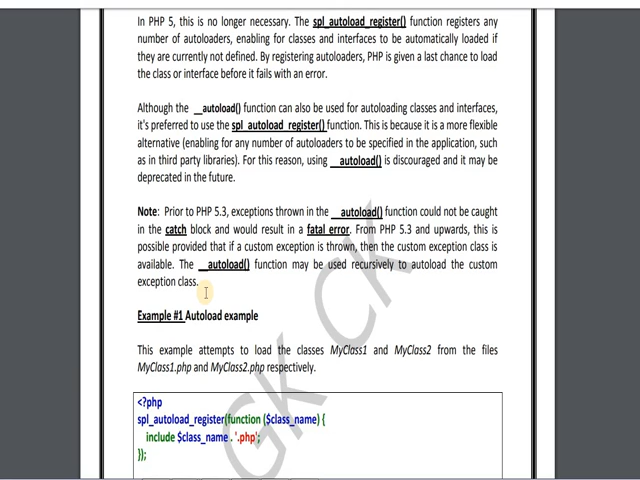 In PHP 5, this is no longer necessary. The spl_autoload_register() function registers any
number of autoloaders, enabling for classes and interfaces to be automatically loaded if
they are currently not defined. By registering autoloaders, PHP is given a last chance to load
the class or interface before it fails with an error.
Although the __autoload() function can also be used for autoloading classes and interfaces,
it's preferred to use the spl_autoload_register() function. This is because it is a more flexible
alternative (enabling for any number of autoloaders to be specified in the application, such
as in third party libraries). For this reason, using __autoload() is discouraged and it may be
deprecated in the future.
Note: Prior to PHP 5.3, exceptions thrown in the __autoload() function could not be caught
in the catch block and would result in a fatal error. From PHP 5.3 and upwards, this is
possible provided that if a custom exception is thrown, then the custom exception class is
available. The __autoload() function may be used recursively to autoload the custom
exception class.
Example #1 Autoload example
This example attempts to load the classes MyClass1 and MyClass2 from the files
MyClass1.php and MyClass2.php respectively.
<?php
spl_autoload_register(function ($class_name) {
include $class_name . '.php';
});
GK CK